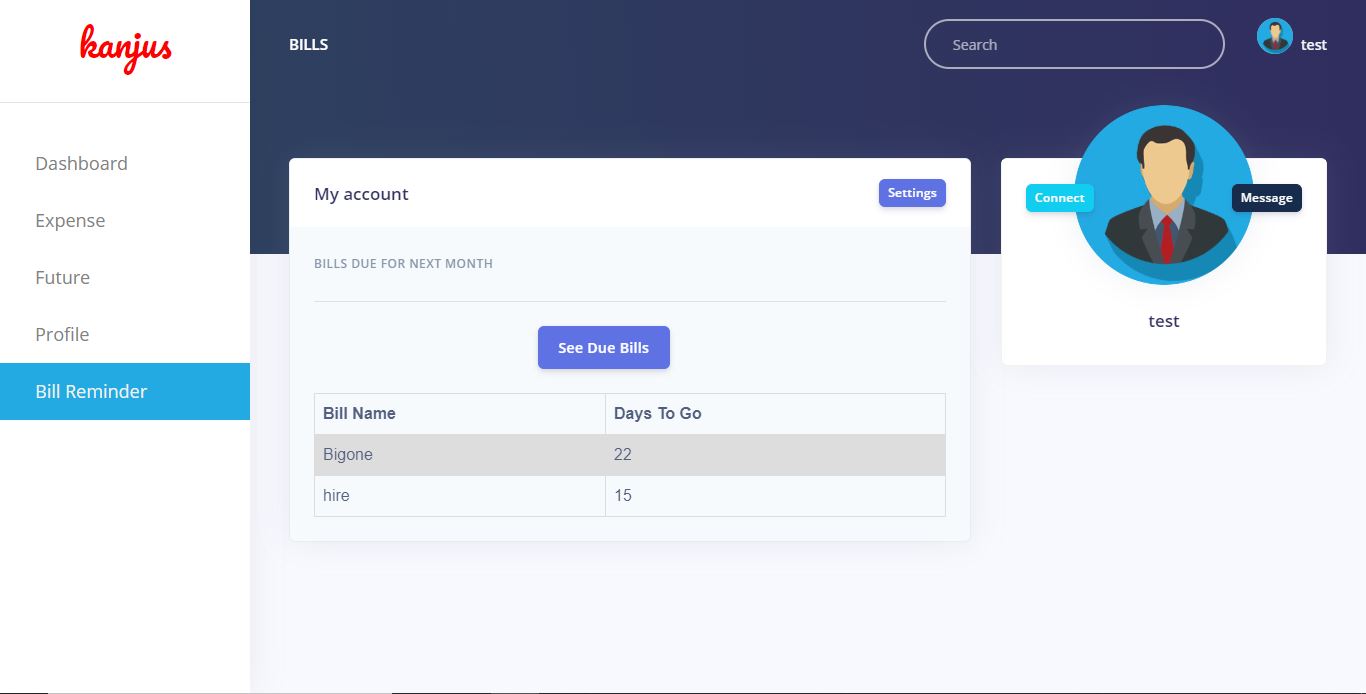 kanjus
Dashboard
Expense
Future
Profile
Bill Reminder
BILLS
Search
test
My account
Settings
BILLS DUE FOR NEXT MONTH
See Due Bills
Bill Name Days To Go
Bigone 22
hire 15
Connect
Message
test